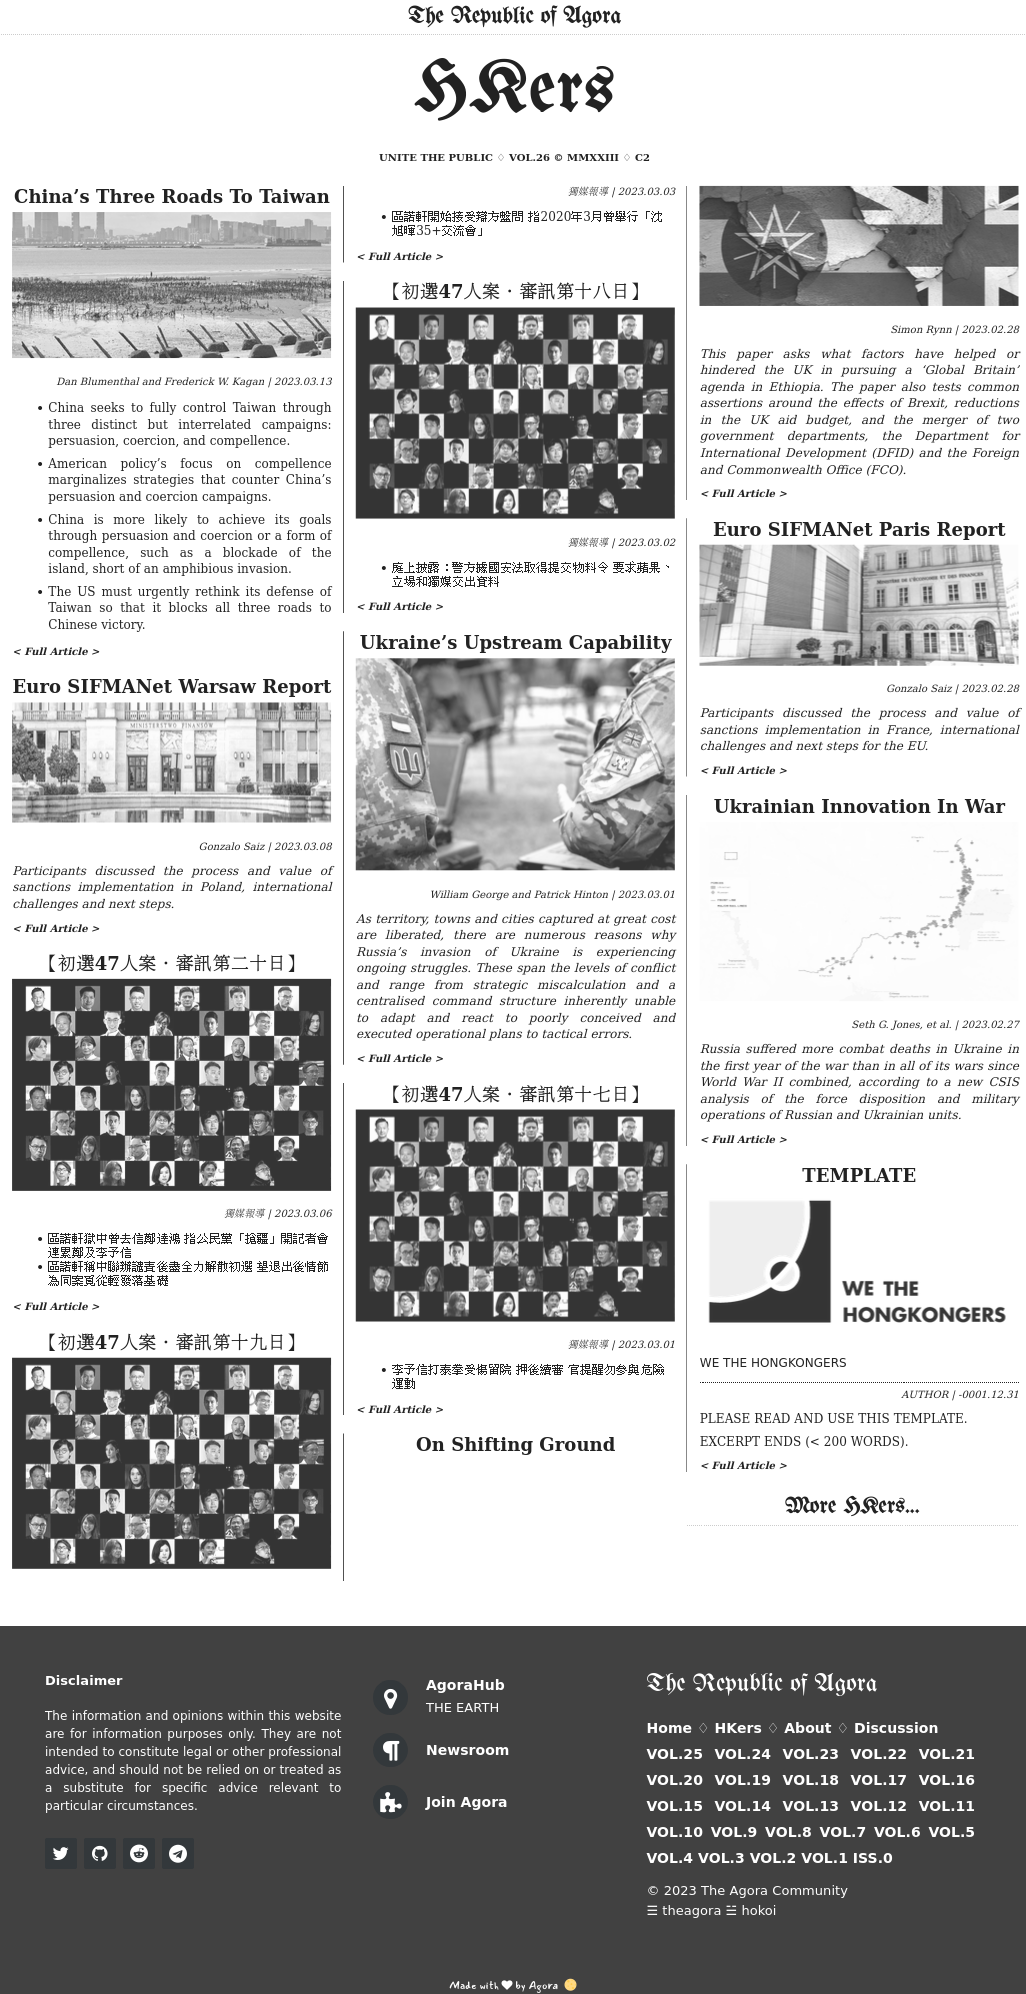 The Republic of Agora
HKers
UNITE THE PUBLIC ♢ VOL.26 © MMXXIII ♢ C2
China’s Three Roads To Taiwan
Dan Blumenthal and Frederick W. Kagan | 2023.03.13
• China seeks to fully control Taiwan through
three distinct but interrelated campaigns:
persuasion, coercion, and compellence.
• American policy’s focus on compellence
marginalizes strategies that counter China’s
persuasion and coercion campaigns.
• China is more likely to achieve its goals
through persuasion and coercion or a form of
compellence, such as a blockade of the
island, short of an amphibious invasion.
• The US must urgently rethink its defense of
Taiwan so that it blocks all three roads to
Chinese victory.
< Full Article >
Euro SIFMANet Warsaw Report
MINISTERSTWO FINANSÓW
Gonzalo Saiz | 2023.03.08
Participants discussed the process and value of
sanctions implementation in Poland, international
challenges and next steps.
< Full Article >
【初選47人案・審訊第二十日】
獨媒報導 | 2023.03.06
• 區諾軒獄中曾去信鄭達鴻 指公民黨「搶疆」開記者會
連累鄭及李予信
• 區諾軒稱中聯辦譴責後盡全力解散初選 望退出後情節
為同案冤從輕發落基礎
< Full Article >
【初選47人案・審訊第十九日】
獨媒報導 | 2023.03.03
• 區諾軒開始接受辯方盤問 指2020年3月曾舉行「沈
旭暉35+交流會」
< Full Article >
【初選47人案・審訊第十八日】
獨媒報導 | 2023.03.02
• 庭上披露：警方據國安法取得提交物料令 要求蘋果、
立場和獨媒交出資料
< Full Article >
Ukraine’s Upstream Capability
William George and Patrick Hinton | 2023.03.01
As territory, towns and cities captured at great cost
are liberated, there are numerous reasons why
Russia’s invasion of Ukraine is experiencing
ongoing struggles. These span the levels of conflict
and range from strategic miscalculation and a
centralised command structure inherently unable
to adapt and react to poorly conceived and
executed operational plans to tactical errors.
< Full Article >
【初選47人案・審訊第十七日】
獨媒報導 | 2023.03.01
• 李予信打泰拳受傷留院 押後續審 官提醒勿參與危險
運動
< Full Article >
On Shifting Ground
Simon Rynn | 2023.02.28
This paper asks what factors have helped or
hindered the UK in pursuing a ‘Global Britain’
agenda in Ethiopia. The paper also tests common
assertions around the effects of Brexit, reductions
in the UK aid budget, and the merger of two
government departments, the Department for
International Development (DFID) and the Foreign
and Commonwealth Office (FCO).
< Full Article >
Euro SIFMANet Paris Report
MINISTÈRE DE L'ÉCONOMIE ET DES FINANCES
Gonzalo Saiz | 2023.02.28
Participants discussed the process and value of
sanctions implementation in France, international
challenges and next steps for the EU.
< Full Article >
Ukrainian Innovation In War
Seth G. Jones, et al. | 2023.02.27
Russia suffered more combat deaths in Ukraine in
the first year of the war than in all of its wars since
World War II combined, according to a new CSIS
analysis of the force disposition and military
operations of Russian and Ukrainian units.
< Full Article >
TEMPLATE
WE THE
HONGKONGERS
WE THE HONGKONGERS
AUTHOR | -0001.12.31
PLEASE READ AND USE THIS TEMPLATE.
EXCERPT ENDS (< 200 WORDS).
< Full Article >
More HKers...
Disclaimer
The information and opinions within this website
are for information purposes only. They are not
intended to constitute legal or other professional
advice, and should not be relied on or treated as
a substitute for specific advice relevant to
particular circumstances.
AgoraHub
THE EARTH
Newsroom
Join Agora
The Republic of Agora
Home ♢ HKers ♢ About ♢ Discussion
VOL.25 VOL.24 VOL.23 VOL.22 VOL.21
VOL.20 VOL.19 VOL.18 VOL.17 VOL.16
VOL.15 VOL.14 VOL.13 VOL.12 VOL.11
VOL.10 VOL.9 VOL.8 VOL.7 VOL.6 VOL.5
VOL.4 VOL.3 VOL.2 VOL.1 ISS.0
© 2023 The Agora Community
☰ theagora ☱ hokoi
Made with ♥ by Agora